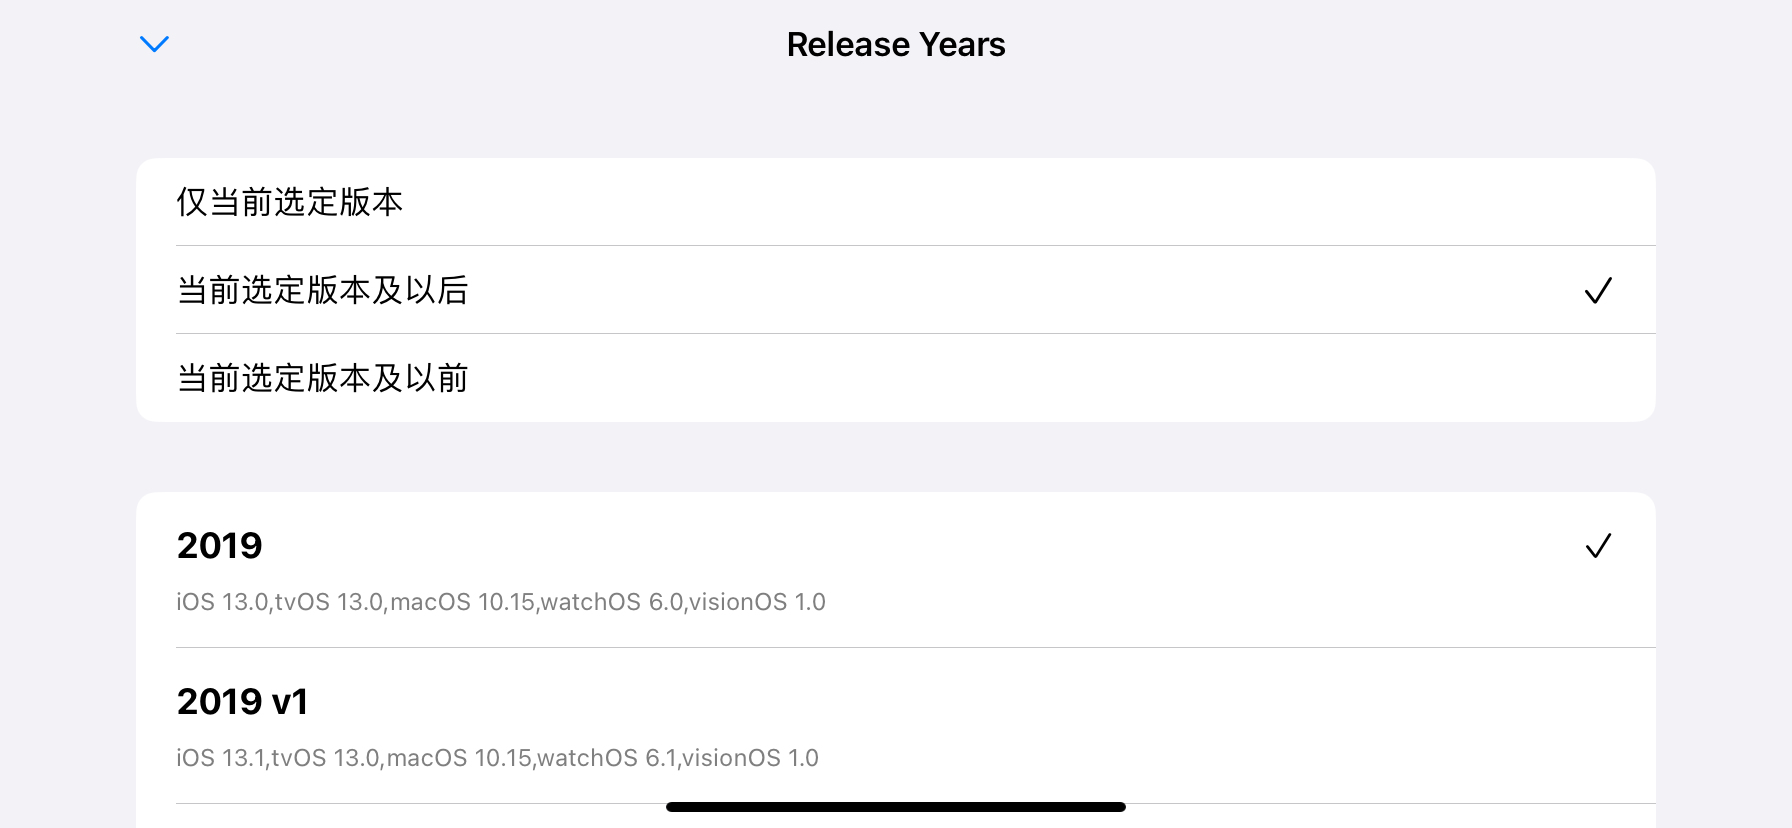 Release Years
仅当前选定版本
当前选定版本及以后
当前选定版本及以前
2019
iOS 13.0,tvOS 13.0,macOS 10.15,watchOS 6.0,visionOS 1.0
2019 v1
iOS 13.1,tvOS 13.0,macOS 10.15,watchOS 6.1,visionOS 1.0